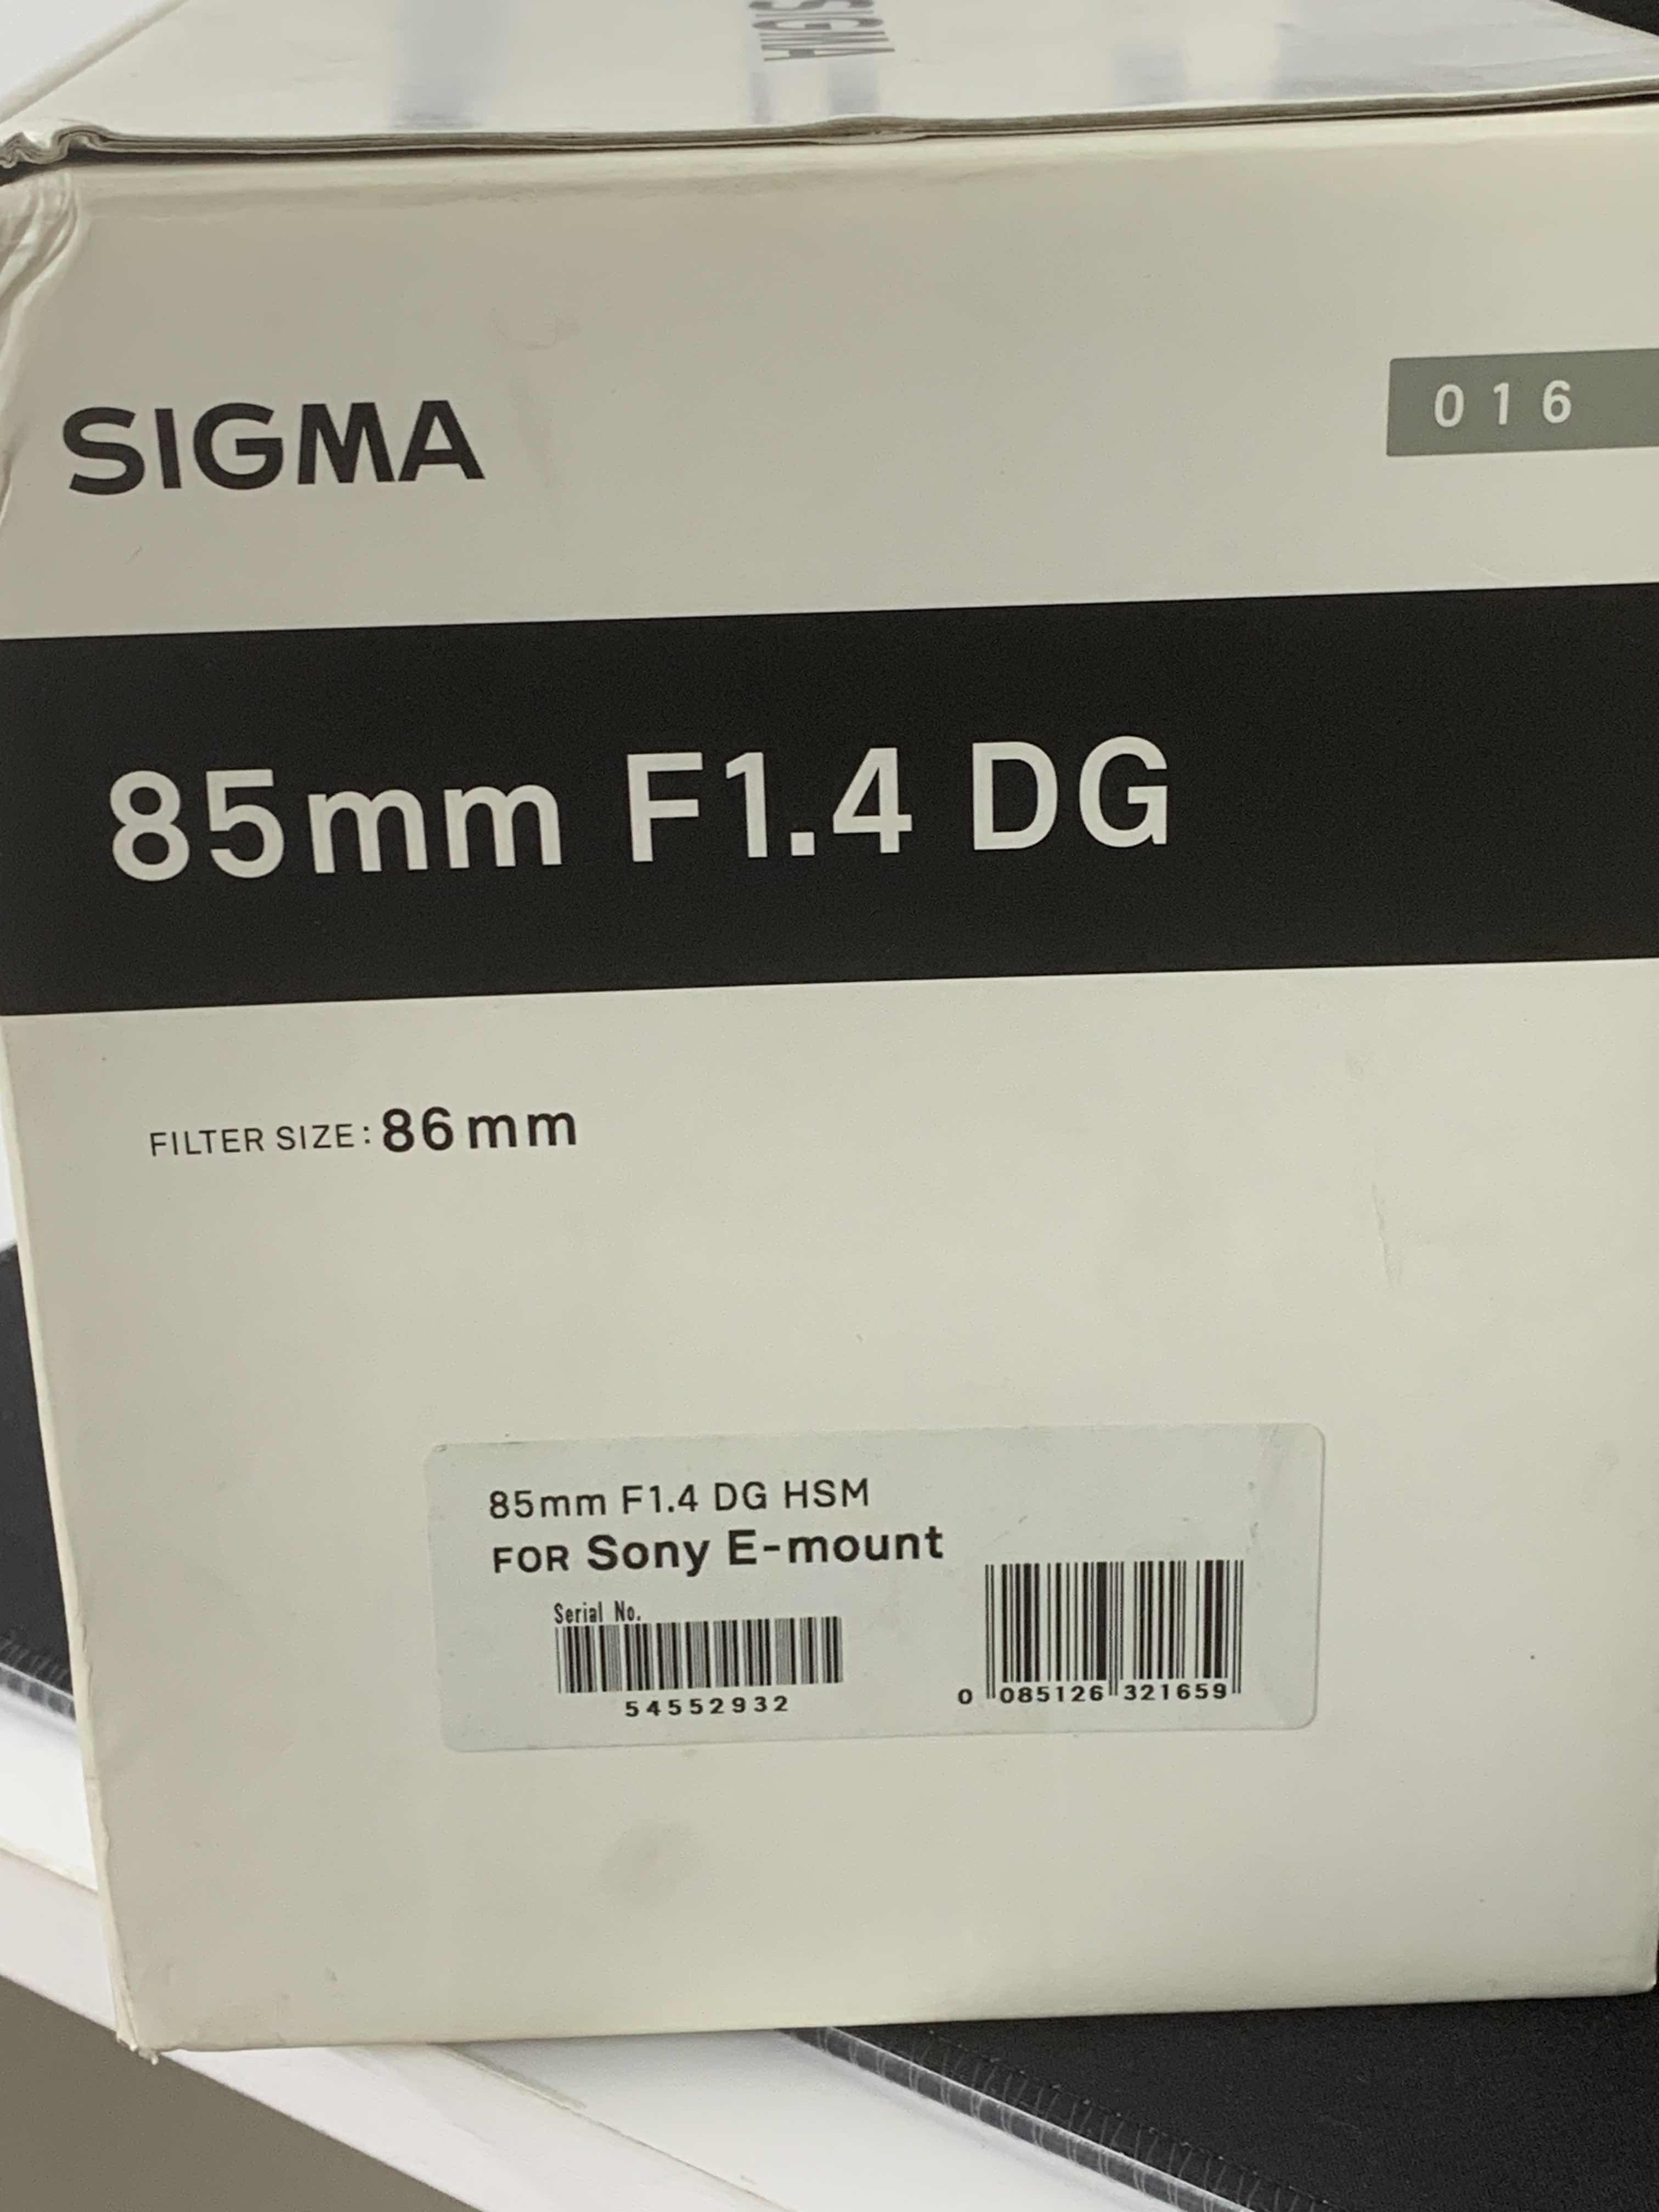 SIGMA
SIGMA
016
85mm F1.4 DG
FILTER SIZE: 86mm
85mm F1.4 DG HSM
FOR Sony E-mount
Serial No.
54552932
0 085126 321659